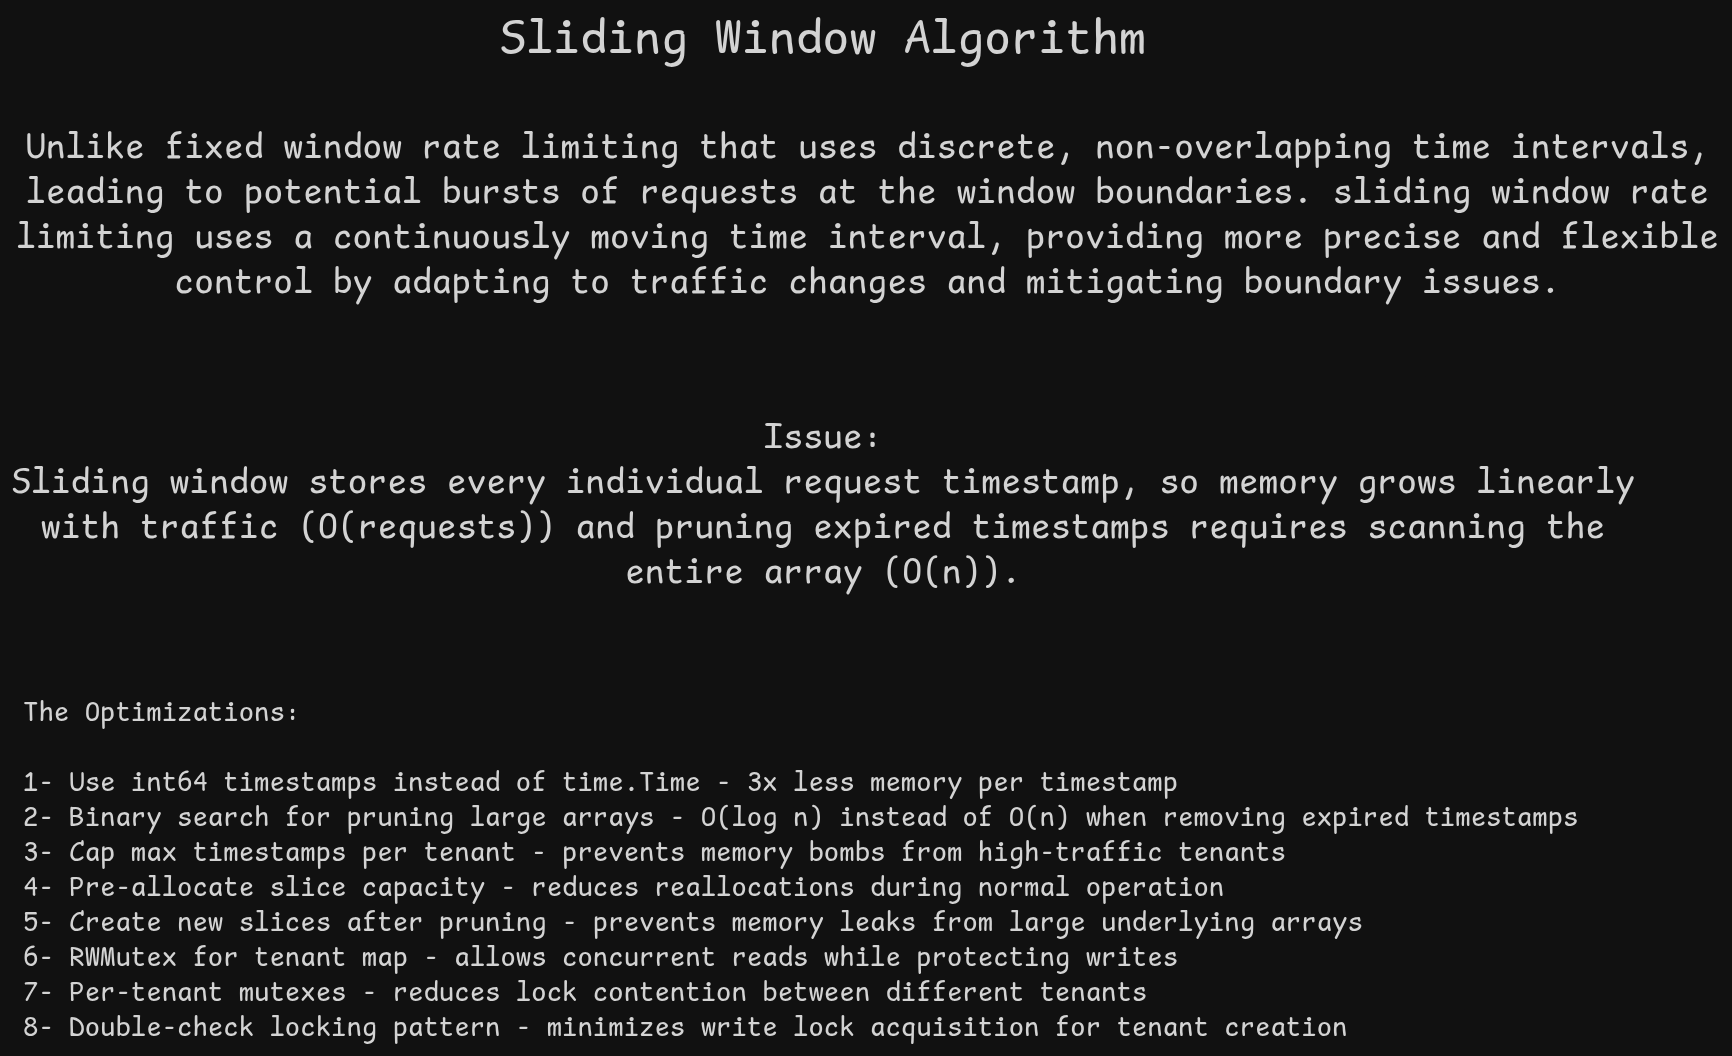 Sliding Window Algorithm
Unlike fixed window rate limiting that uses discrete, non-overlapping time intervals,
leading to potential bursts of requests at the window boundaries. sliding window rate
limiting uses a continuously moving time interval, providing more precise and flexible
control by adapting to traffic changes and mitigating boundary issues.
Issue:
Sliding window stores every individual request timestamp, so memory grows linearly
with traffic (O(requests)) and pruning expired timestamps requires scanning the
entire array (O(n)).
The Optimizations:
1- Use int64 timestamps instead of time.Time - 3x less memory per timestamp
2- Binary search for pruning large arrays - O(log n) instead of O(n) when removing expired timestamps
3- Cap max timestamps per tenant - prevents memory bombs from high-traffic tenants
4- Pre-allocate slice capacity - reduces reallocations during normal operation
5- Create new slices after pruning - prevents memory leaks from large underlying arrays
6- RWMutex for tenant map - allows concurrent reads while protecting writes
7- Per-tenant mutexes - reduces lock contention between different tenants
8- Double-check locking pattern - minimizes write lock acquisition for tenant creation